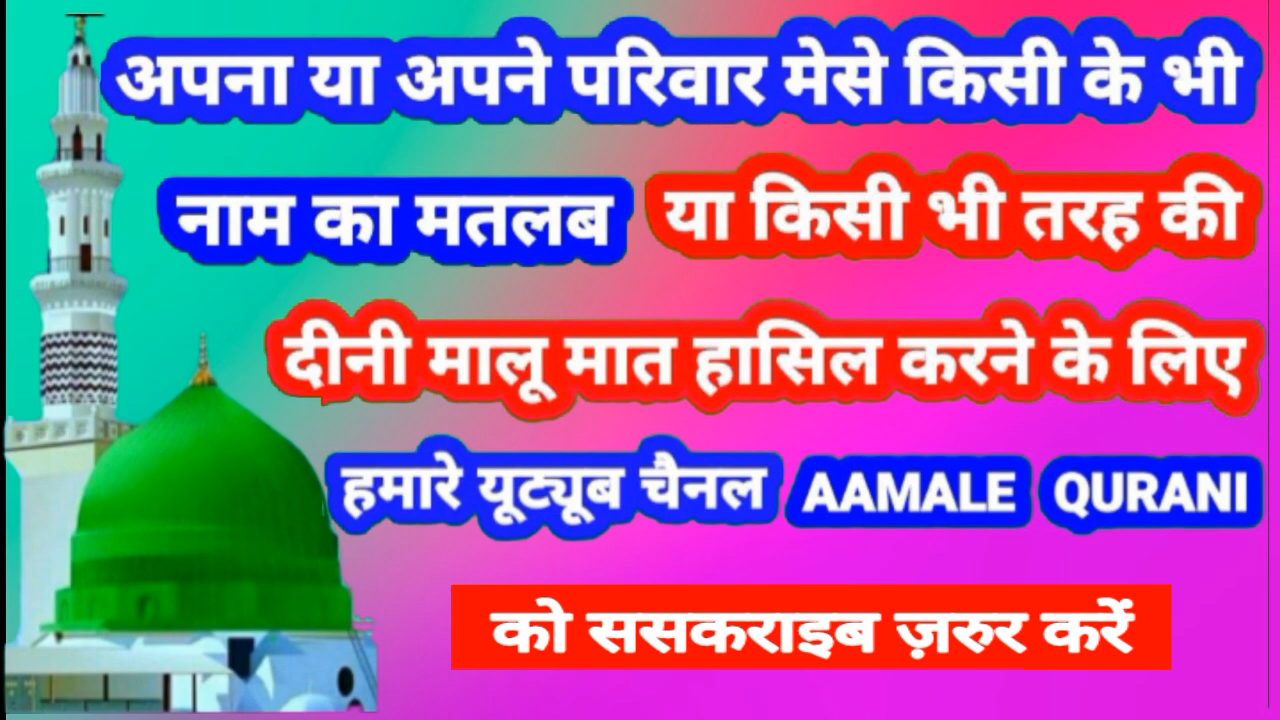 अपना या अपने परिवार मेसे किसी के भी
नाम का मतलब या किसी भी तरह की
दीनी मालू मात हासिल करने के लिए
हमारे यूट्यूब चैनल AAMALE QURANI
को ससकराइब ज़रुर करें